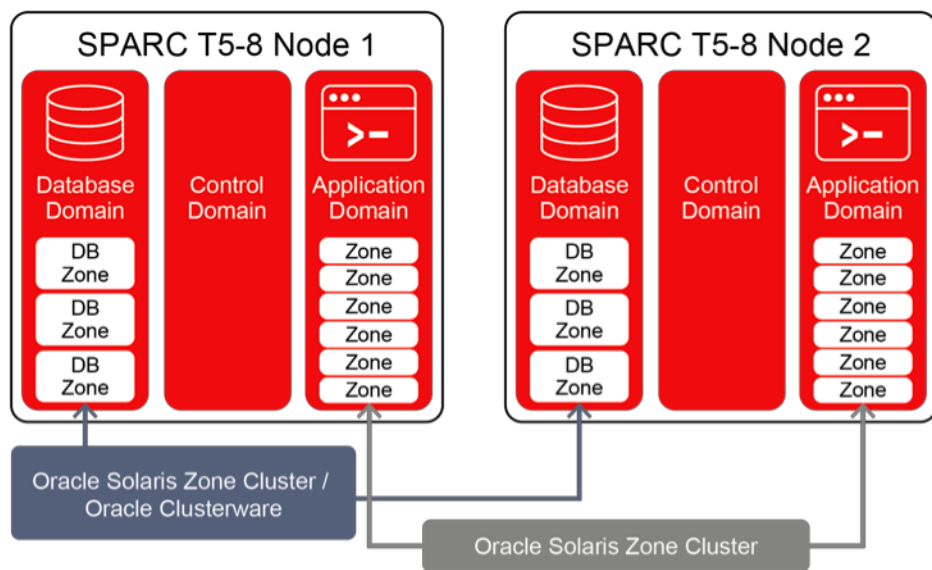 SPARC T5-8 Node 1
Database
Domain
DB
Zone
DB
Zone
DB
Zone
Control
Domain
>-
Application
Domain
Zone
Zone
Zone
Zone
Zone
Zone
SPARC T5-8 Node 2
Database
Domain
DB
Zone
DB
Zone
DB
Zone
Control
Domain
>-
Application
Domain
Zone
Zone
Zone
Zone
Zone
Zone
Oracle Solaris Zone Cluster /
Oracle Clusterware
Oracle Solaris Zone Cluster